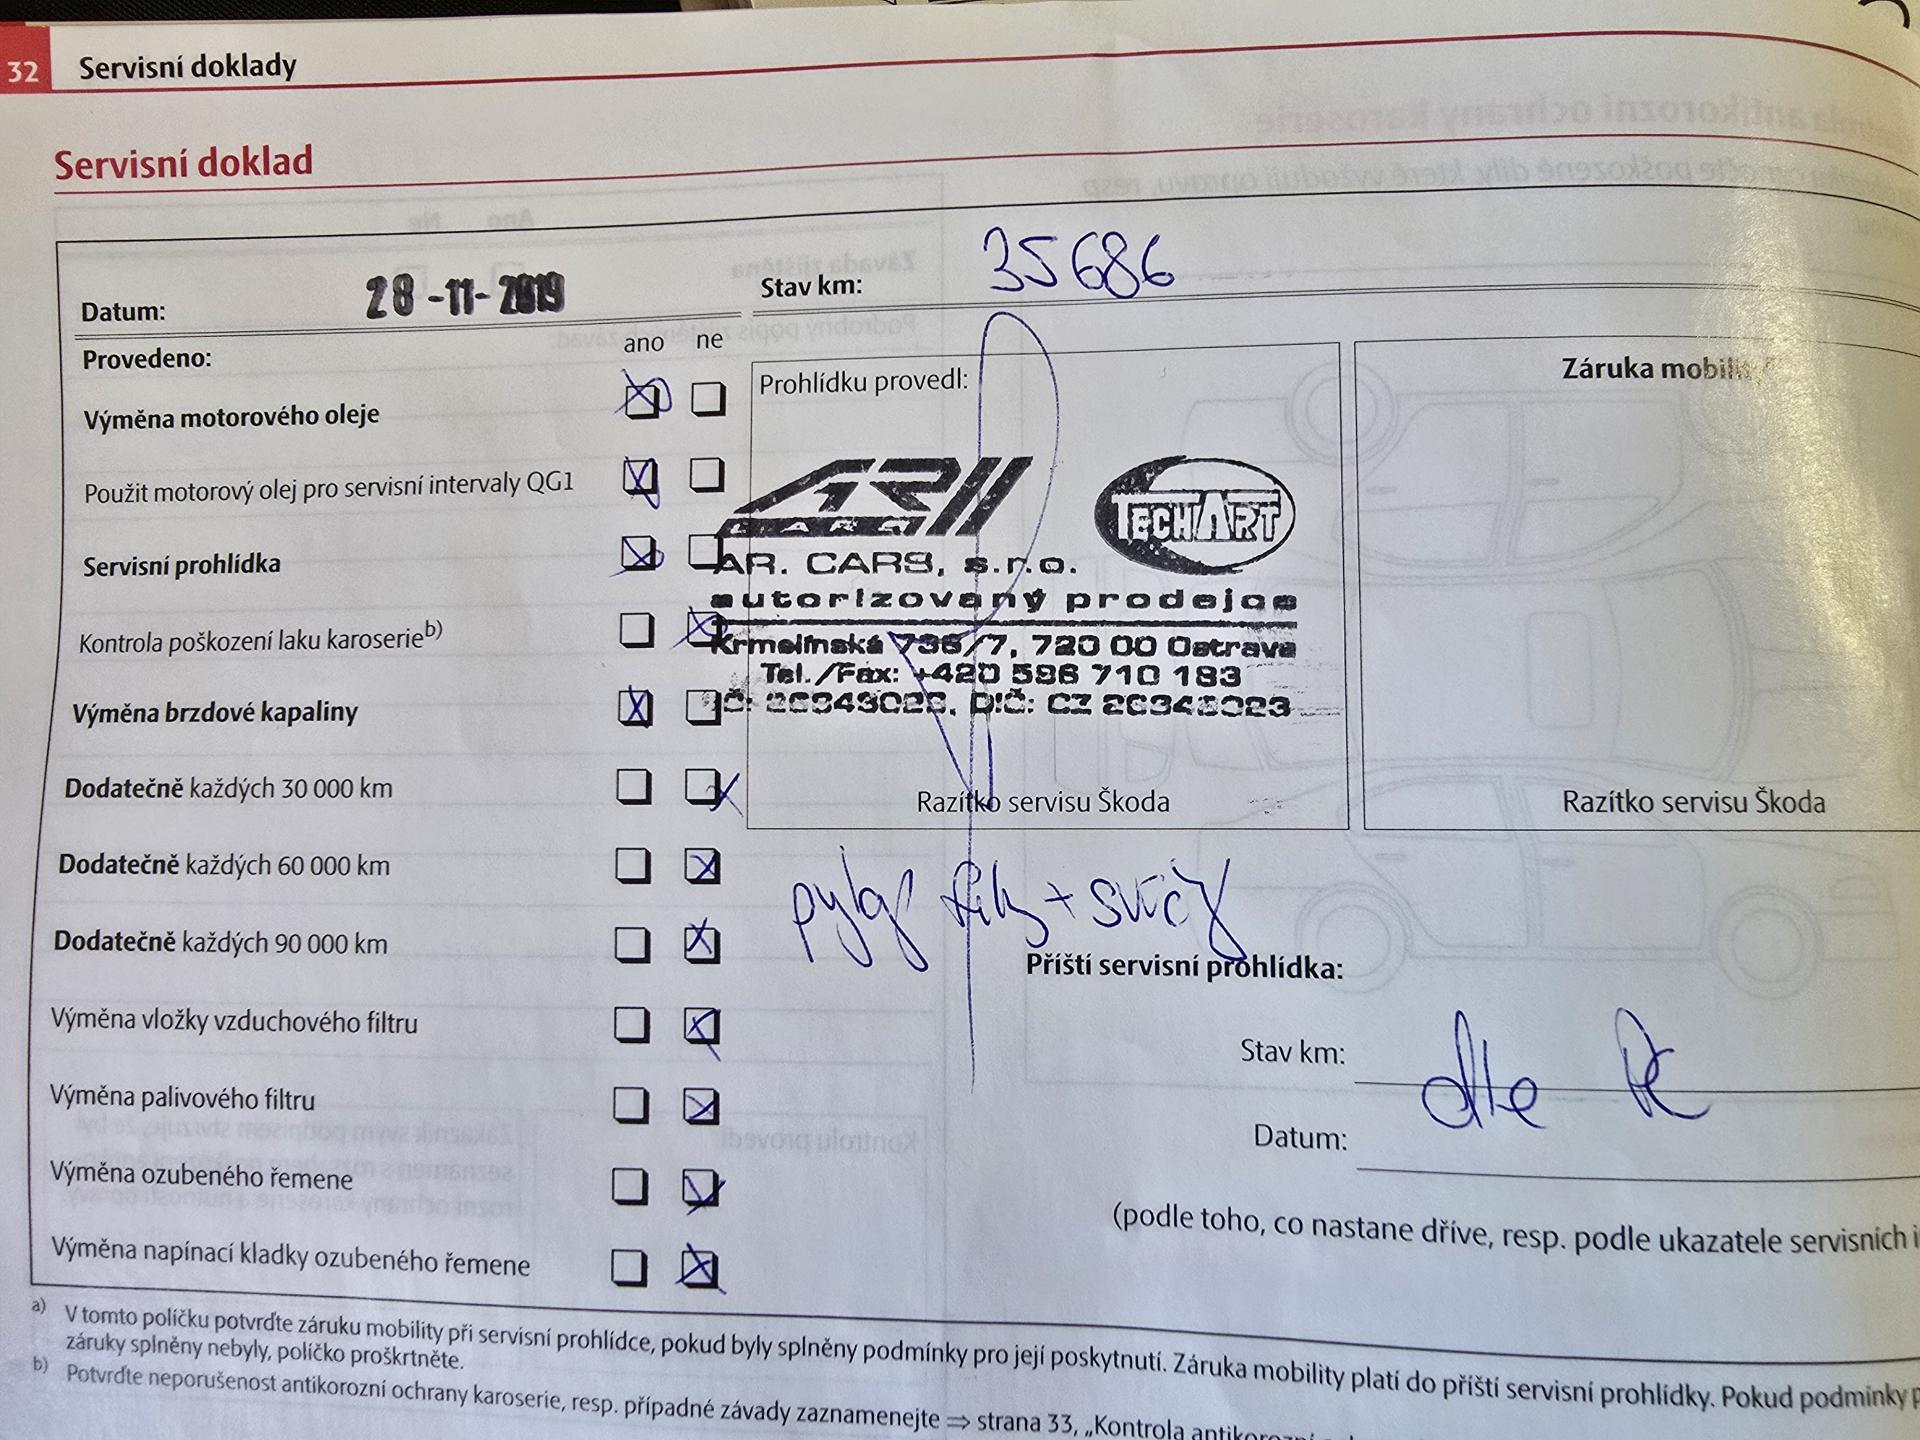 32 Servisní doklady
Servisní doklad
Datum: 28-11-2019
Stav km: 35686
Provedeno:
ano ne
Výměna motorového oleje
Použit motorový olej pro servisní intervaly QG1
Servisní prohlídka
Kontrola poškození laku karoserie b)
Výměna brzdové kapaliny
Dodatečně každých 30 000 km
Dodatečně každých 60 000 km
Dodatečně každých 90 000 km
Výměna vložky vzduchového filtru
Výměna palivového filtru
Výměna ozubeného řemene
Výměna napínací kladky ozubeného řemene
Prohlídku provedl:
TECHART
AR. CARS, s.r.o.
autorizovaný prodejce
Krmelínská 736/7, 720 00 Ostrava
Tel./Fax: +420 596 710 183
Razítko servisu Škoda
Záruka mobility
Razítko servisu Škoda
+ svíčky
Příští servisní prohlídka:
Stav km: dle
Datum:
(podle toho, co nastane dříve, resp. podle ukazatele servisních
a) V tomto políčku potvrďte záruku mobility při servisní prohlídce, pokud byly splněny podmínky pro její poskytnutí. Záruka mobility platí do příští servisní prohlídky. Pokud podmínky
záruky splněny nebyly, políčko proškrtněte.
b) Potvrďte neporušenost antikorozní ochrany karoserie, resp. případné závady zaznamenejte ⇒ strana 33, „Kontrola antikorozní